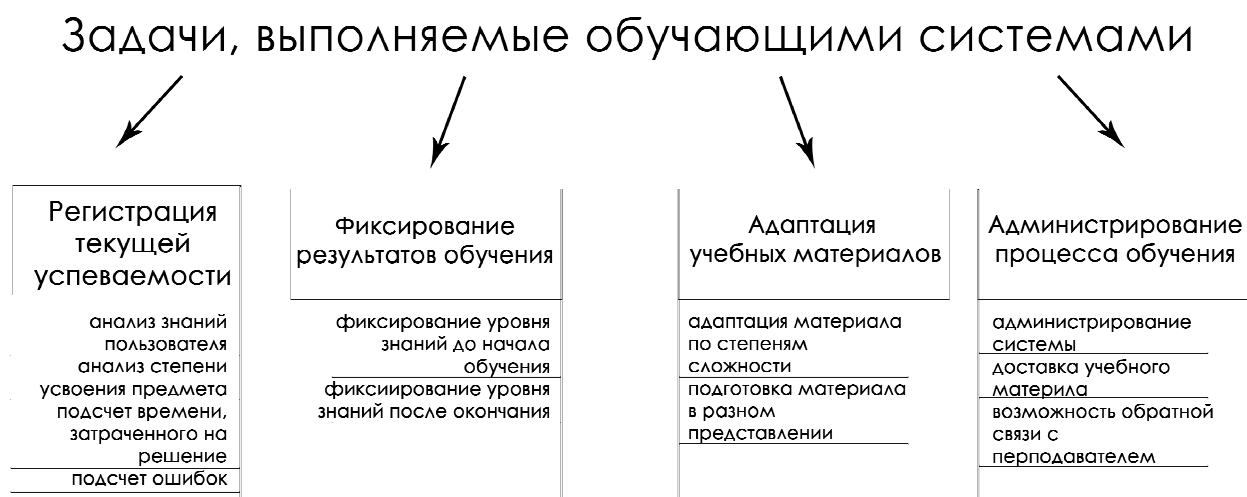 Задачи, выполняемые обучающими системами
Регистрация
текущей
успеваемости
анализ знаний
пользователя
анализ степени
усвоения предмета
подсчет времени,
затраченного на
решение
подсчет ошибок
Фиксирование
результатов обучения
фиксирование уровня
знаний до начала
обучения
фиксиирование уровня
знаний после окончания
Адаптация
учебных материалов
адаптация материала
по степеням
сложности
подготовка материала
в разном
представлении
Администрирование
процесса обучения
администрирование
системы
доставка учебного
материла
возможность обратной
связи с
перподавателем